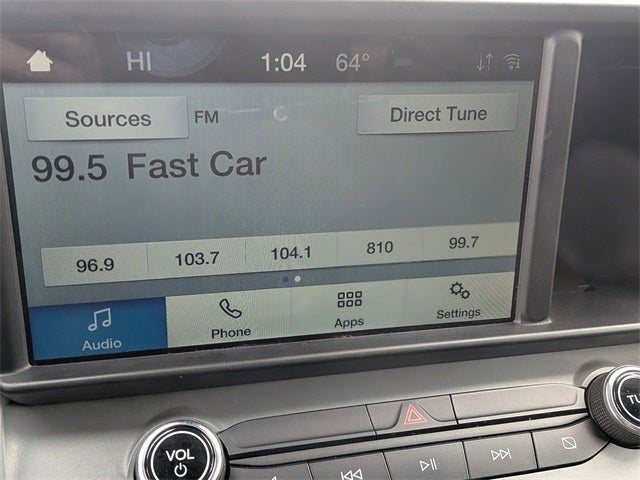 HI 1:04 64°
Sources FM Direct Tune
99.5 Fast Car
96.9 103.7 104.1 810 99.7
Audio Phone Apps Settings
VOL